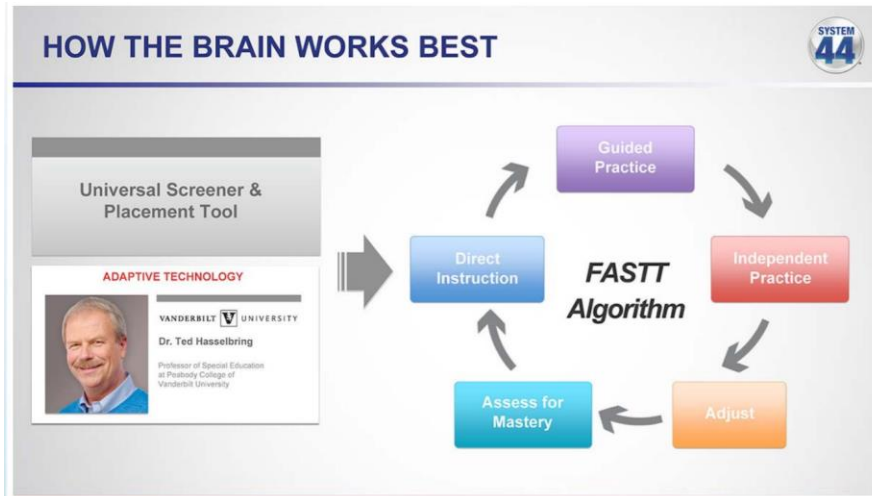 HOW THE BRAIN WORKS BEST
SYSTEM
44
Universal Screener &
Placement Tool
ADAPTIVE TECHNOLOGY
VANDERBILT V UNIVERSITY
Dr. Ted Hasselbring
Professor of Special Education
at Peabody College of
Vanderbilt University
Guided
Practice
Direct
Instruction
FASTT
Algorithm
Independent
Practice
Assess for
Mastery
Adjust